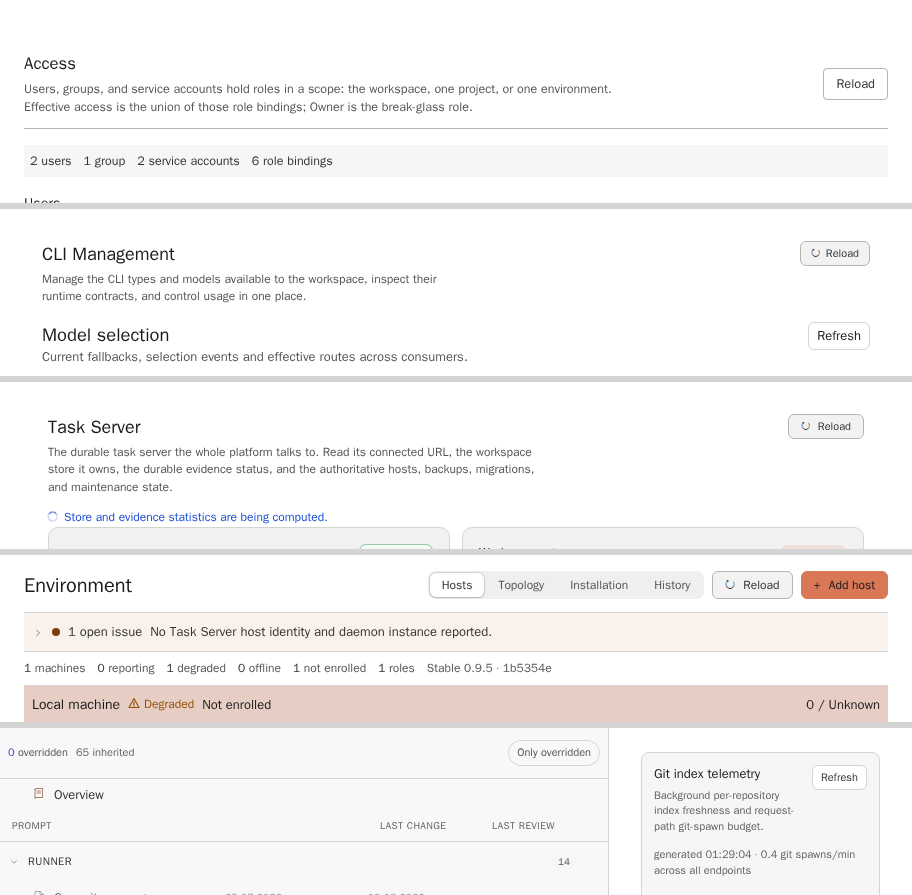 Access
Users, groups, and service accounts hold roles in a scope: the workspace, one project, or one environment.
Effective access is the union of those role bindings; Owner is the break-glass role.
Reload
2 users 1 group 2 service accounts 6 role bindings
Users
CLI Management
Reload
Manage the CLI types and models available to the workspace, inspect their
runtime contracts, and control usage in one place.
Model selection
Refresh
Current fallbacks, selection events and effective routes across consumers.
Task Server
Reload
The durable task server the whole platform talks to. Read its connected URL, the workspace
store it owns, the durable evidence status, and the authoritative hosts, backups, migrations,
and maintenance state.
Store and evidence statistics are being computed.
Environment
Hosts Topology Installation History Reload + Add host
1 open issue No Task Server host identity and daemon instance reported.
1 machines 0 reporting 1 degraded 0 offline 1 not enrolled 1 roles Stable 0.9.5 · 1b5354e
Local machine Degraded Not enrolled 0 / Unknown
0 overridden 65 inherited Only overridden
Overview
PROMPT LAST CHANGE LAST REVIEW
RUNNER 14
Git index telemetry
Refresh
Background per-repository
index freshness and request-
path git-spawn budget.
generated 01:29:04 · 0.4 git spawns/min
across all endpoints